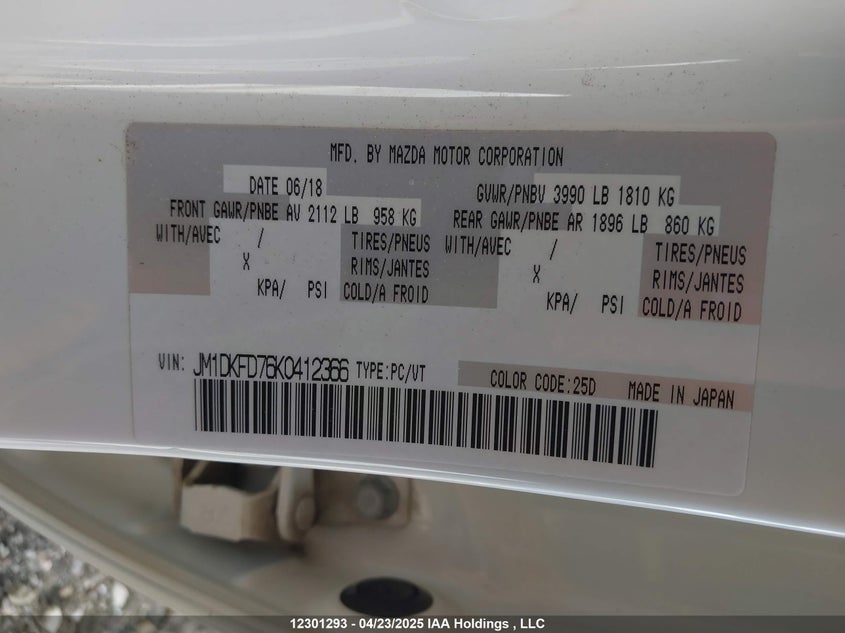 MFD. BY MAZDA MOTOR CORPORATION
DATE 06/18 GVWR/PNBV 3990 LB 1810 KG
FRONT GAWR/PNBE AV 2112 LB 958 KG REAR GAWR/PNBE AR 1896 LB 860 KG
WITH/AVEC / TIRES/PNEUS WITH/AVEC / TIRES/PNEUS
X RIMS/JANTES X RIMS/JANTES
KPA/ PSI COLD/A FROID KPA/ PSI COLD/A FROID
VIN: JM1DKFD76K0412366 TYPE:PC/VT COLOR CODE:25D MADE IN JAPAN
12301293 - 04/23/2025 IAA Holdings , LLC